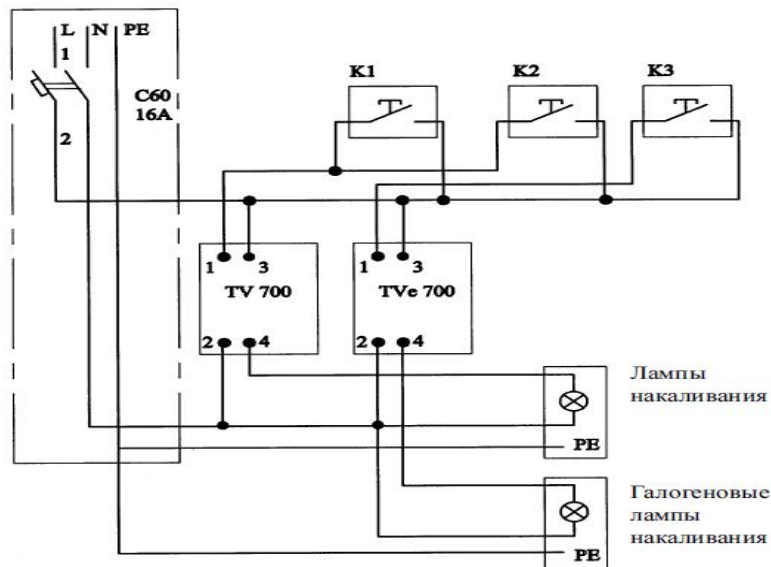 L N PE
1
K1
K2
K3
C60
16A
2
1
3
1
3
TV 700
TVe 700
2
4
2
4
Лампы
накаливания
PE
Галогеновые
лампы
накаливания
PE